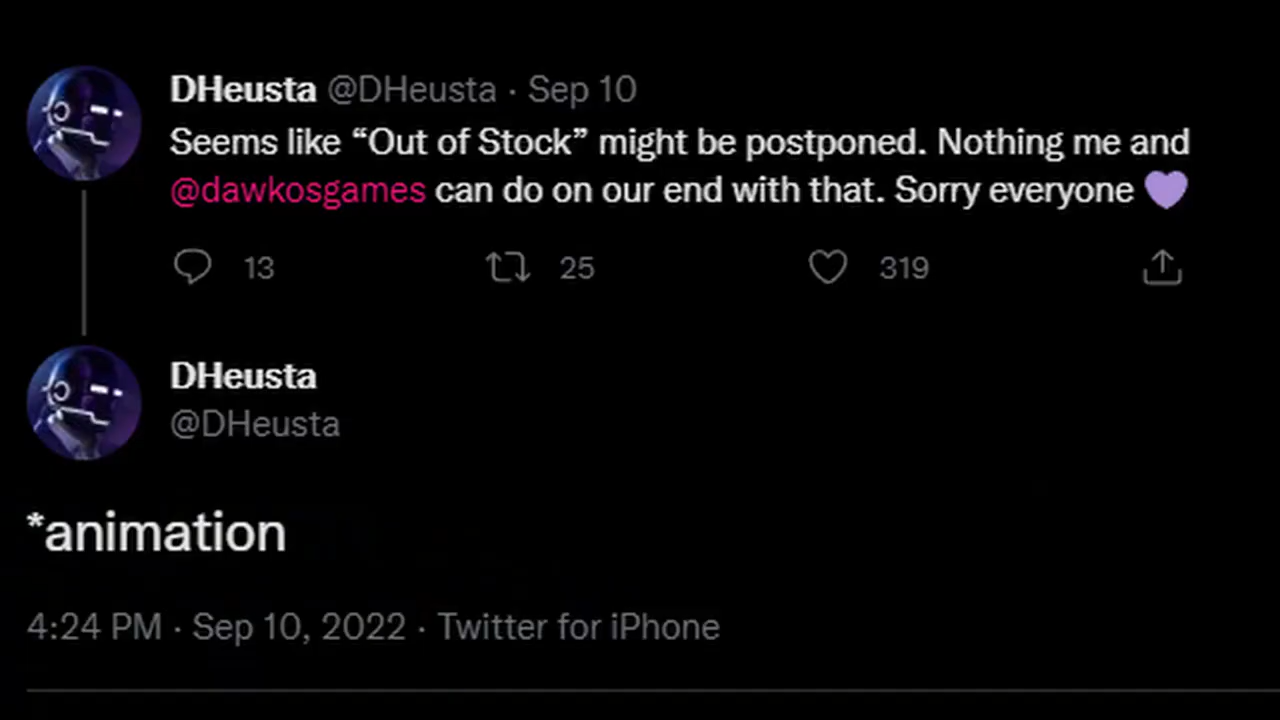 DHeusta @DHeusta · Sep 10
Seems like “Out of Stock” might be postponed. Nothing me and
@dawkosgames can do on our end with that. Sorry everyone 💜
13 25 319
DHeusta
@DHeusta
*animation
4:24 PM · Sep 10, 2022 · Twitter for iPhone